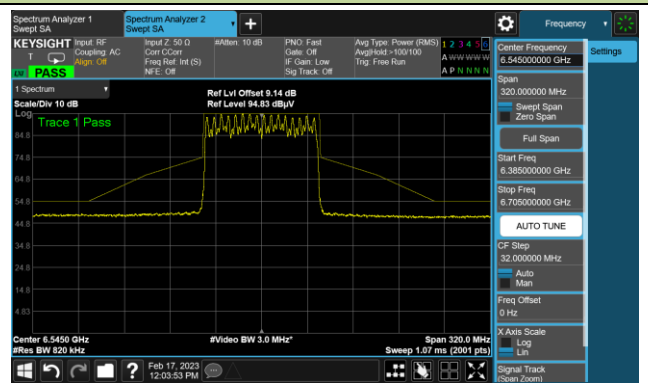 Spectrum Analyzer 1
Swept SA
Spectrum Analyzer 2
Swept SA
Frequency
KEYSIGHT
Input: RF
Coupling: AC
Align: Off
Input Z: 50 Ω
Corr CCorr
Freq Ref: Int (S)
NFE: Off
#Atten: 10 dB
PNO: Fast
Gate: Off
IF Gain: Low
Sig Track: Off
Avg Type: Power (RMS)
Avg|Hold >100/100
Trig: Free Run
1 2 3 4 5 6
A W W W W W
A P N N N N
T
PASS
1 Spectrum
Scale/Div 10 dB
Log
Ref Lvl Offset 9.14 dB
Ref Level 94.83 dBµV
Trace 1 Pass
84.8
74.8
64.8
54.8
44.8
34.8
24.8
14.8
4.83
Center 6.5450 GHz
#Res BW 820 kHz
#Video BW 3.0 MHz*
Span 320.0 MHz
Sweep 1.07 ms (2001 pts)
Center Frequency
6.545000000 GHz
Settings
Span
320.000000 MHz
Swept Span
Zero Span
Full Span
Start Freq
6.385000000 GHz
Stop Freq
6.705000000 GHz
AUTO TUNE
CF Step
32.000000 MHz
Auto
Man
Freq Offset
0 Hz
X Axis Scale
Log
Lin
Signal Track
(Span Zoom)
?
Feb 17, 2023
12:03:53 PM